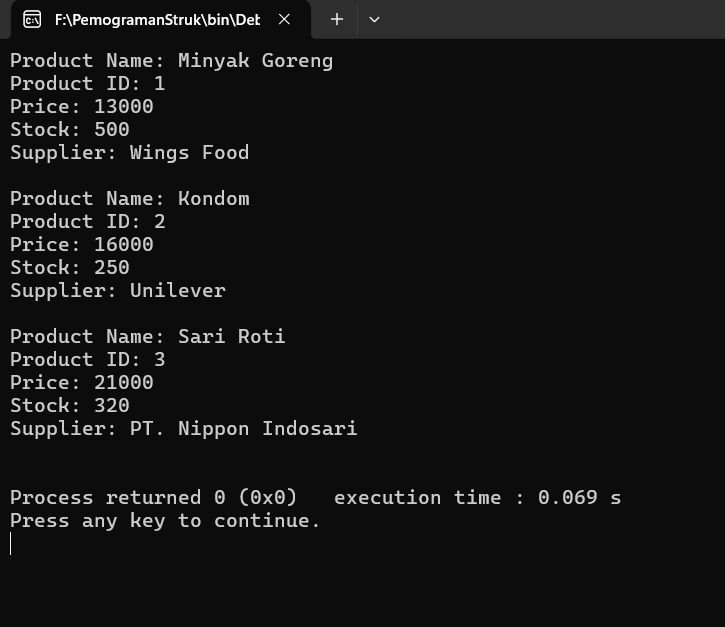 F:\PemogramanStruk\bin\Det
Product Name: Minyak Goreng
Product ID: 1
Price: 13000
Stock: 500
Supplier: Wings Food
Product Name: Kondom
Product ID: 2
Price: 16000
Stock: 250
Supplier: Unilever
Product Name: Sari Roti
Product ID: 3
Price: 21000
Stock: 320
Supplier: PT. Nippon Indosari
Process returned 0 (0x0)   execution time : 0.069 s
Press any key to continue.